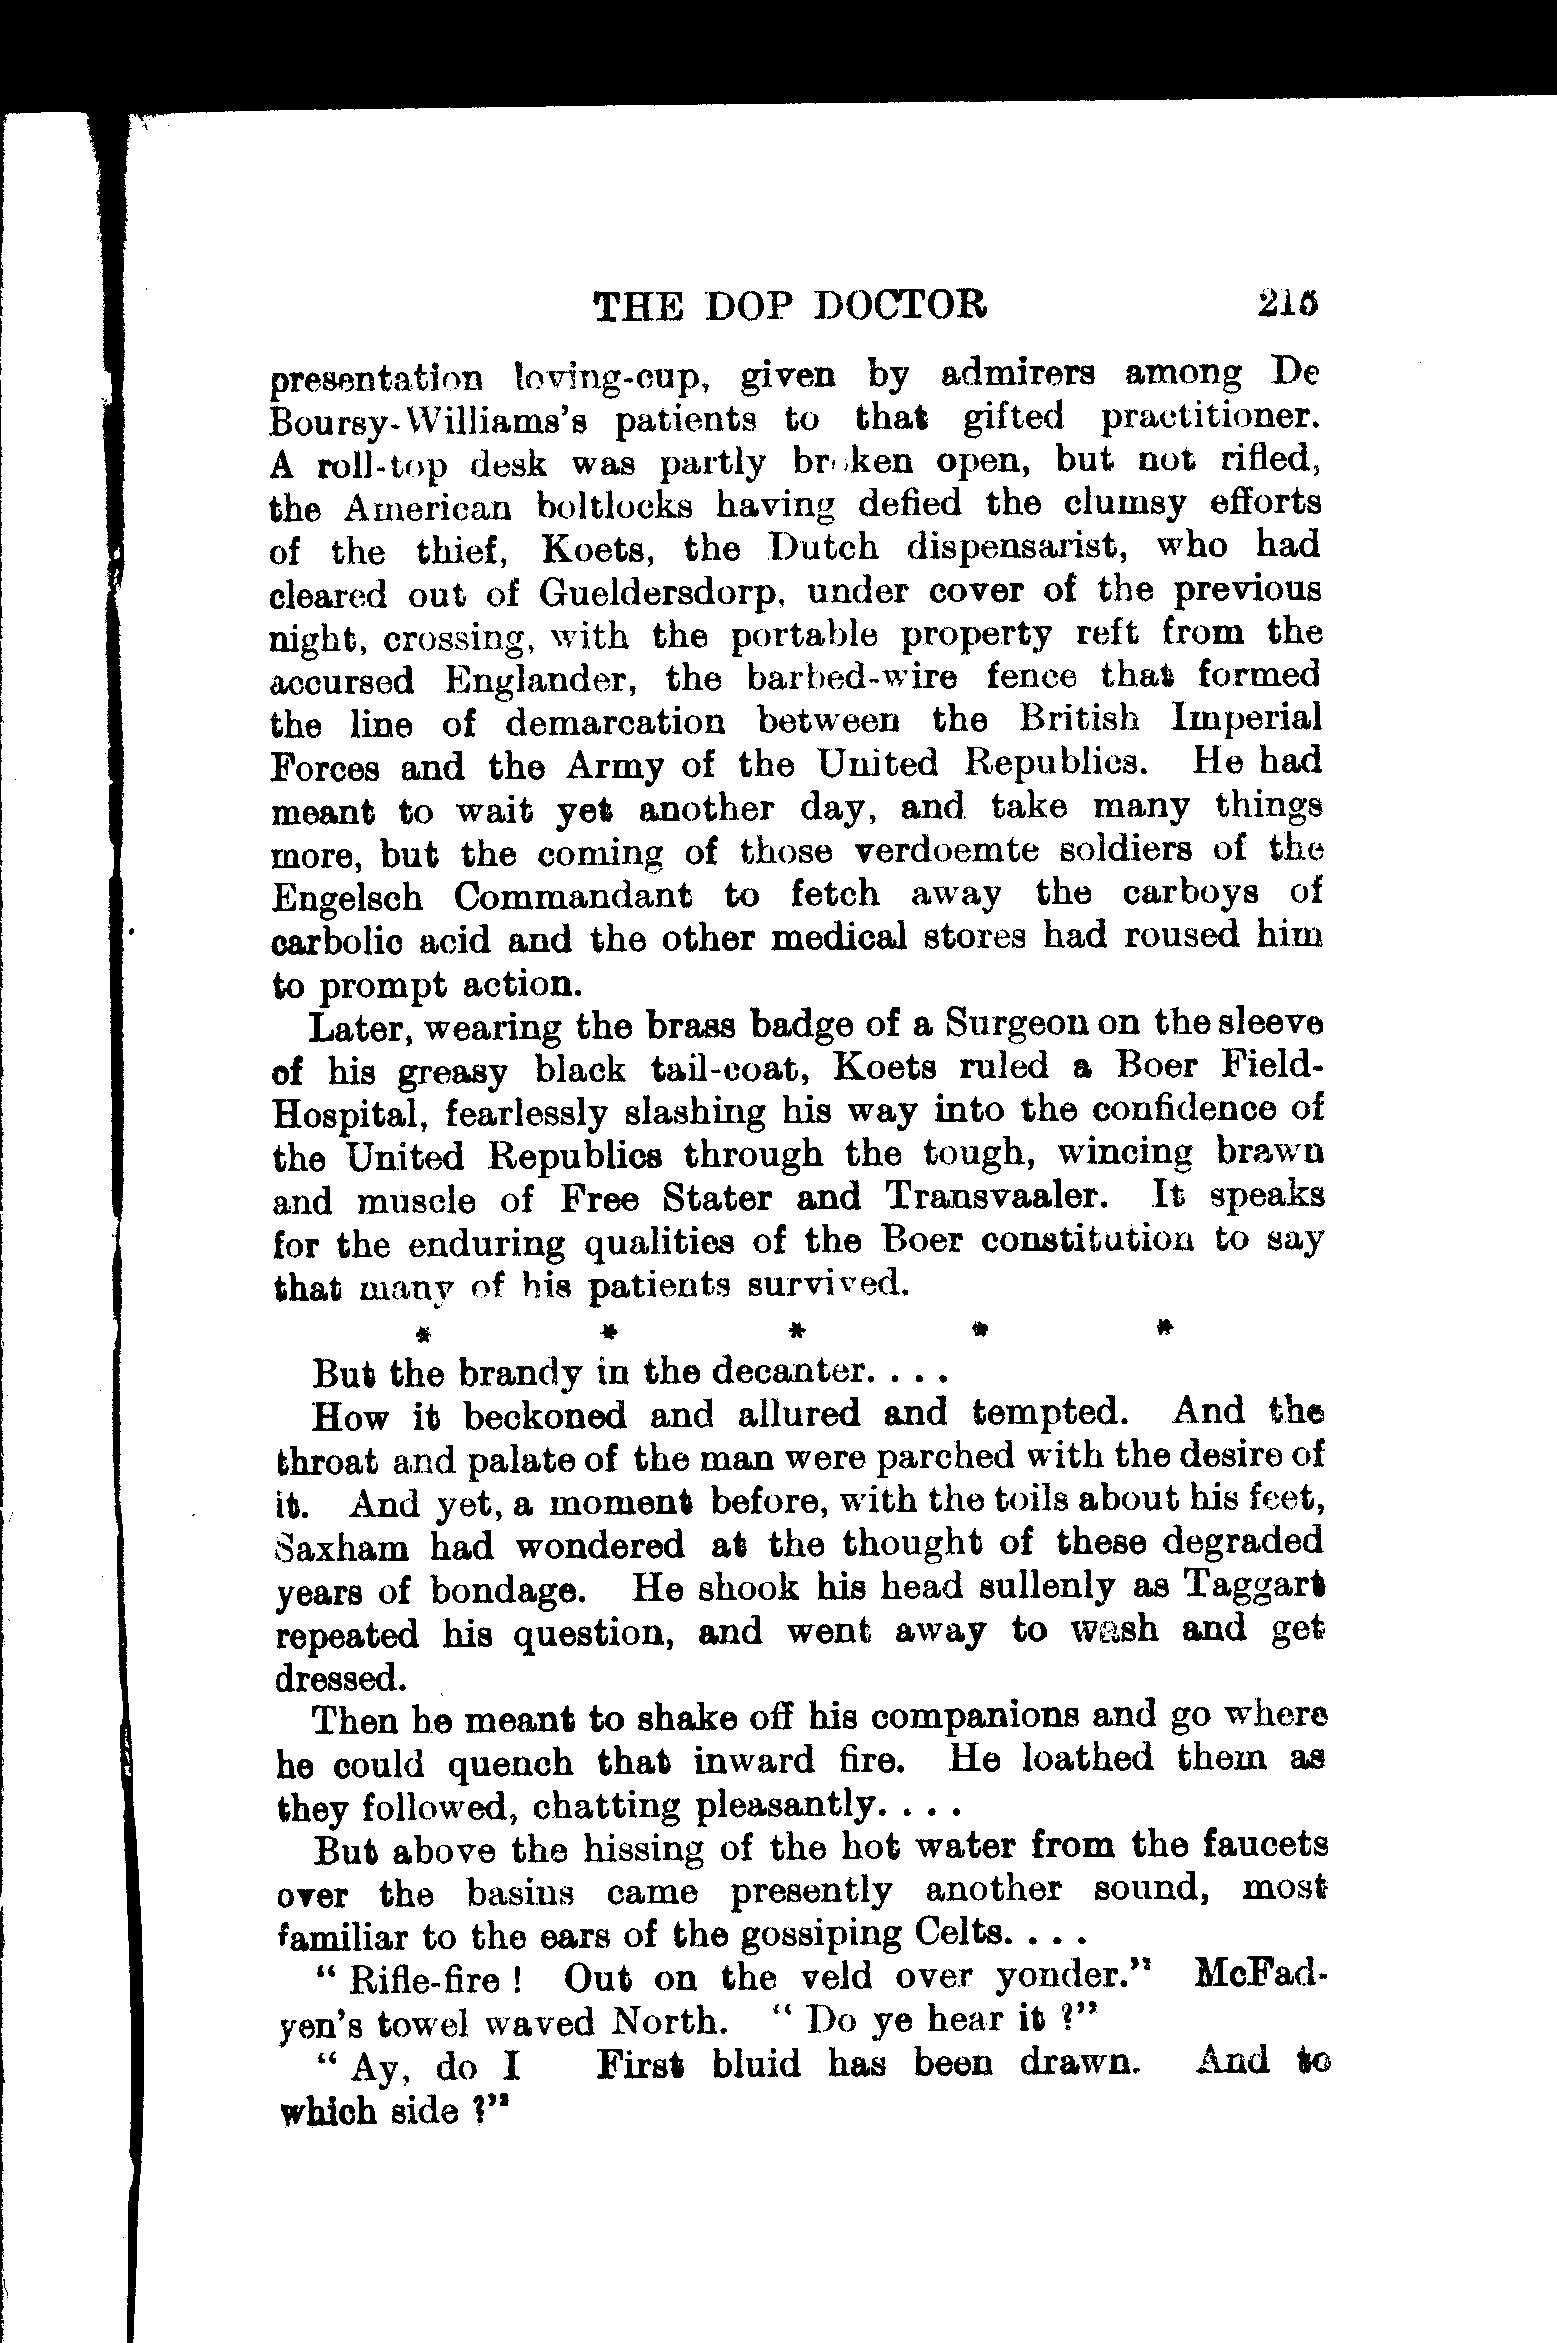 THE DOP DOCTOR 215
presentation loving-cup, given by admirers among De
Boursy-Williams's patients to that gifted practitioner.
A roll-top desk was partly broken open, but not rifled,
the American boltlocks having defied the clumsy efforts
of the thief, Koets, the Dutch dispensarist, who had
cleared out of Gueldersdorp, under cover of the previous
night, crossing, with the portable property reft from the
accursed Englander, the barbed-wire fence that formed
the line of demarcation between the British Imperial
Forces and the Army of the United Republics. He had
meant to wait yet another day, and take many things
more, but the coming of those verdoemte soldiers of the
Engelsch Commandant to fetch away the carboys of
carbolic acid and the other medical stores had roused him
to prompt action.
Later, wearing the brass badge of a Surgeon on the sleeve
of his greasy black tail-coat, Koets ruled a Boer Field-
Hospital, fearlessly slashing his way into the confidence of
the United Republics through the tough, wincing brawn
and muscle of Free Stater and Transvaaler. It speaks
for the enduring qualities of the Boer constitution to say
that many of his patients survived.
* * * * *
But the brandy in the decanter. . . .
How it beckoned and allured and tempted. And the
throat and palate of the man were parched with the desire of
it. And yet, a moment before, with the toils about his feet,
Saxham had wondered at the thought of these degraded
years of bondage. He shook his head sullenly as Taggart
repeated his question, and went away to wash and get
dressed.
Then he meant to shake off his companions and go where
he could quench that inward fire. He loathed them as
they followed, chatting pleasantly. . . .
But above the hissing of the hot water from the faucets
over the basins came presently another sound, most
familiar to the ears of the gossiping Celts. . . .
“ Rifle-fire ! Out on the veld over yonder.” McFad-
yen's towel waved North. “ Do ye hear it ?”
“ Ay, do I First bluid has been drawn. And to
which side ?”